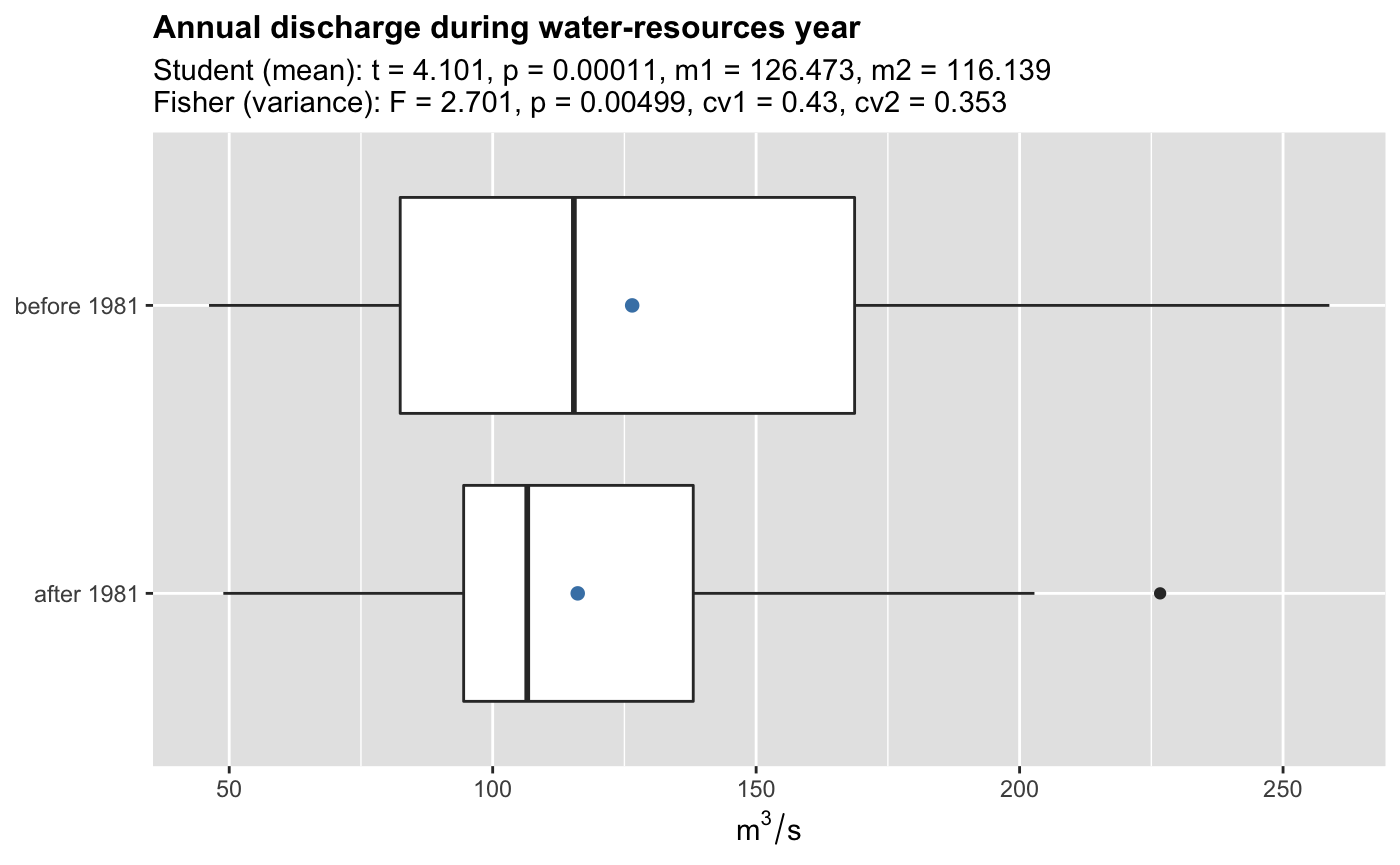 Annual discharge during water-resources year
Student (mean): t = 4.101, p = 0.00011, m1 = 126.473, m2 = 116.139
Fisher (variance): F = 2.701, p = 0.00499, cv1 = 0.43, cv2 = 0.353
before 1981
after 1981
50 100 150 200 250
m³/s